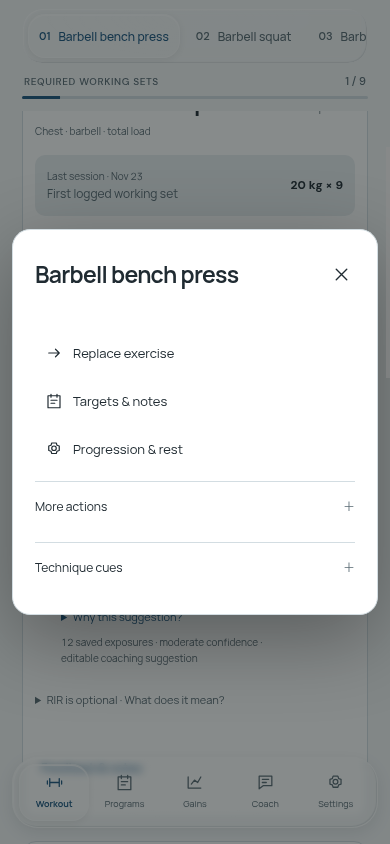 01 Barbell bench press 02 Barbell squat 03 Barb
REQUIRED WORKING SETS 1 / 9
Chest · barbell · total load
Last session · Nov 23
First logged working set 20 kg × 9
Barbell bench press
Replace exercise
Targets & notes
Progression & rest
More actions
Technique cues
Why this suggestion?
12 saved exposures · moderate confidence ·
editable coaching suggestion
RIR is optional · What does it mean?
Workout Programs Gains Coach Settings